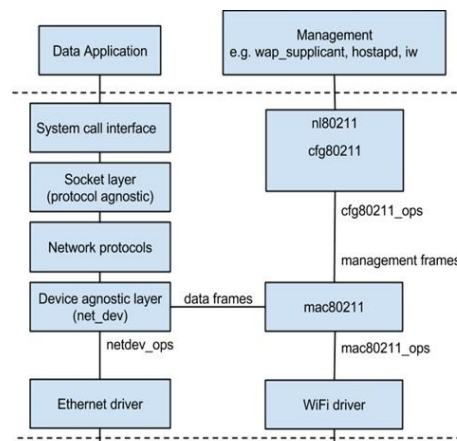 Data Application
Management
e.g. wap_supplicant, hostapd, iw
System call interface
nl80211
cfg80211
Socket layer
(protocol agnostic)
cfg80211_ops
Network protocols
management frames
Device agnostic layer
(net_dev)
data frames
mac80211
netdev_ops
mac80211_ops
Ethernet driver
WiFi driver